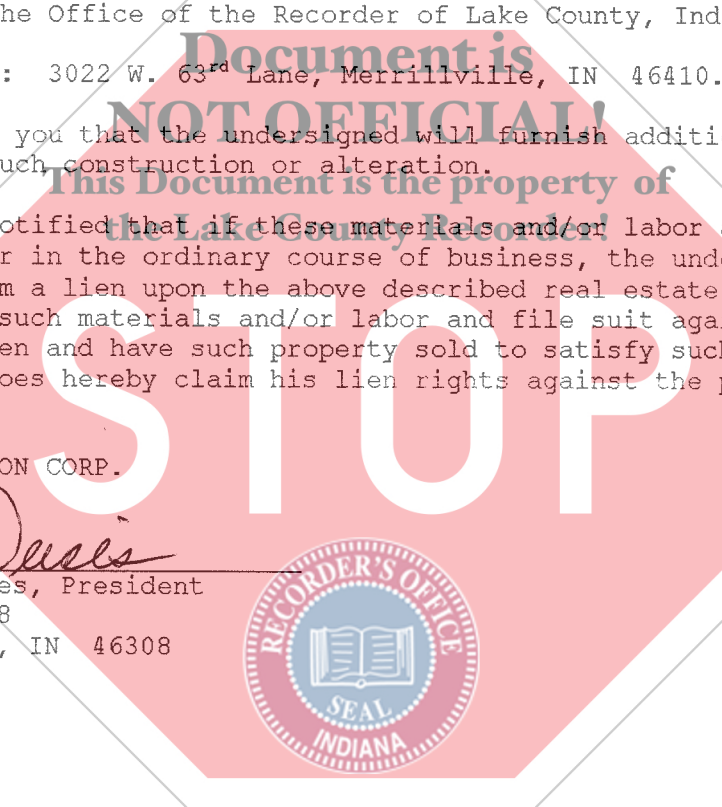 he Office of the Recorder of Lake County, Ind
Document is
: 3022 W. 63rd Lane, Merrillville, IN 46410.
NOT OFFICIAL!
you that the undersigned will furnish additi
uch construction or alteration.
This Document is the property of
the Lake County Recorder!
otified that if these materials and/or labor
r in the ordinary course of business, the und
m a lien upon the above described real estate
such materials and/or labor and file suit aga
en and have such property sold to satisfy such
oes hereby claim his lien rights against the p
STOP
ON CORP.
es, President
8
, IN 46308
RECORDER'S OFFICE
SEAL
INDIANA